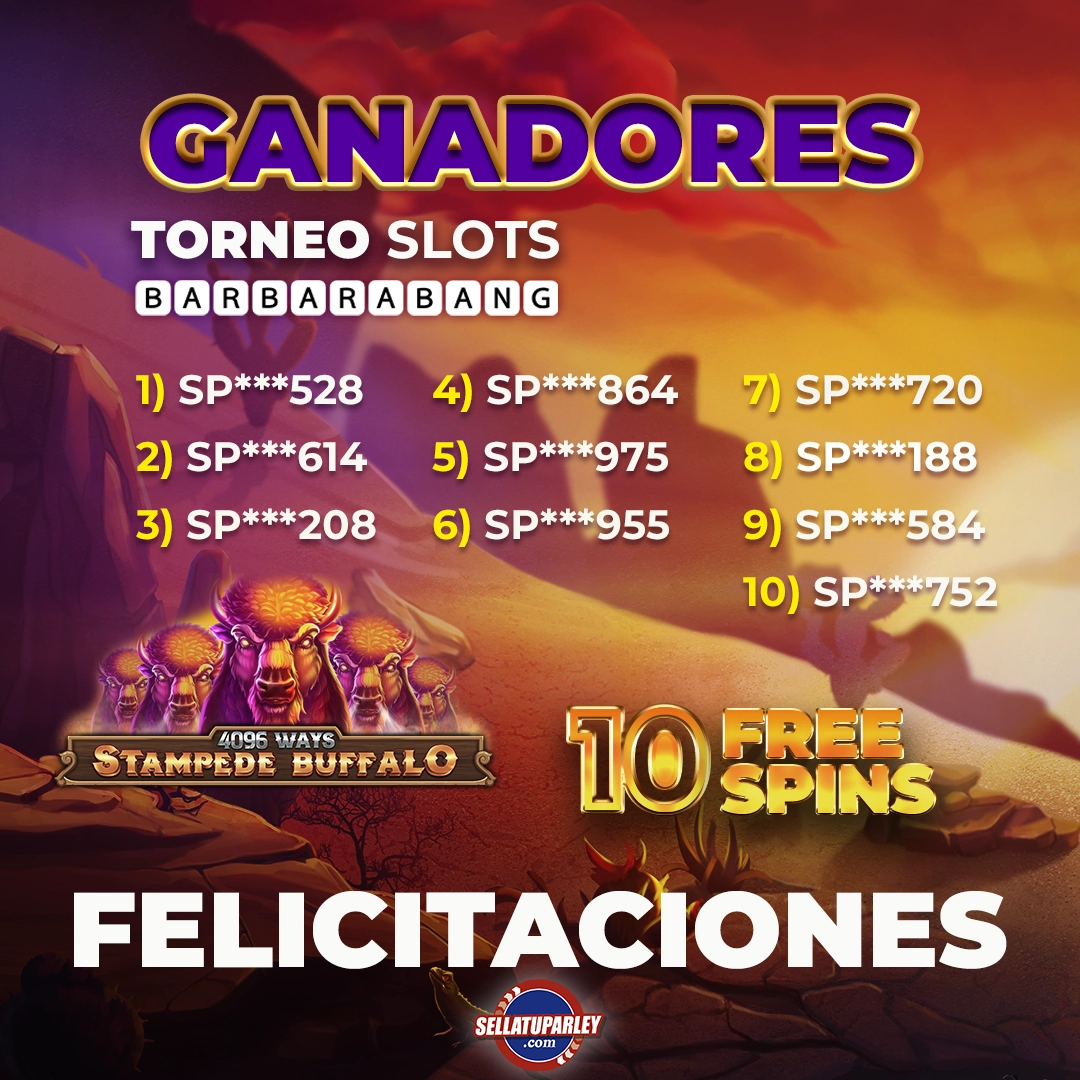 GANADORES
TORNEO SLOTS
BARBARABANG
1) SP***528
2) SP***614
3) SP***208
4) SP***864
5) SP***975
6) SP***955
7) SP***720
8) SP***188
9) SP***584
10) SP***752
4096 WAYS
STAMPEDE BUFFALO
10 FREE
SPINS
FELICITACIONES
SELLATUPARLEY
.com